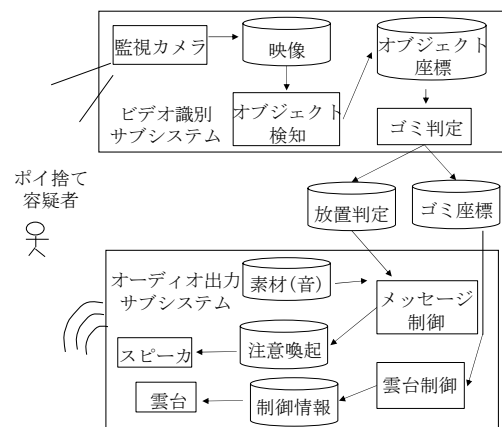 監視カメラ
映像
オブジェクト
座標
ビデオ識別
サブシステム
オブジェクト
検知
ゴミ判定
ポイ捨て
容疑者
放置判定
ゴミ座標
オーディオ出力
サブシステム
素材(音)
メッセージ
制御
スピーカ
注意喚起
雲台
制御情報
雲台制御